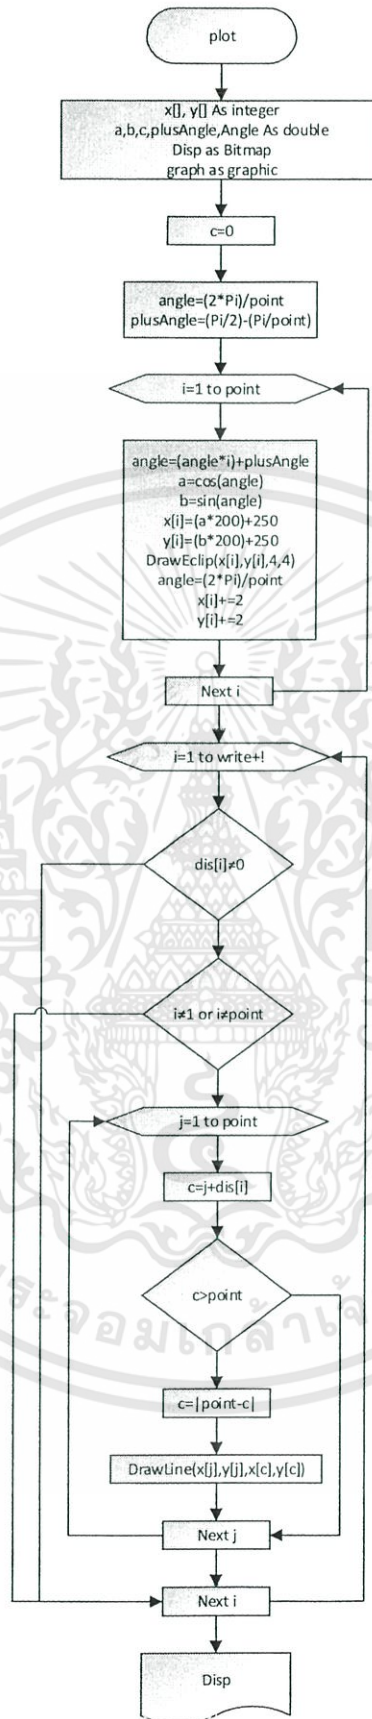 plot
x[], y[] As integer
a,b,c,plusAngle,Angle As double
Disp as Bitmap
graph as graphic
c=0
angle=(2*Pi)/point
plusAngle=(Pi/2)-(Pi/point)
i=1 to point
angle=(angle*i)+plusAngle
a=cos(angle)
b=sin(angle)
x[i]=(a*200)+250
y[i]=(b*200)+250
DrawEclip(x[i],y[i],4,4)
angle=(2*Pi)/point
x[i]+=2
y[i]+=2
Next i
i=1 to write+!
dis[i]≠0
i≠1 or i≠point
j=1 to point
c=j+dis[i]
c>point
c=|point-c|
DrawLine(x[j],y[j],x[c],y[c])
Next j
Next i
Disp